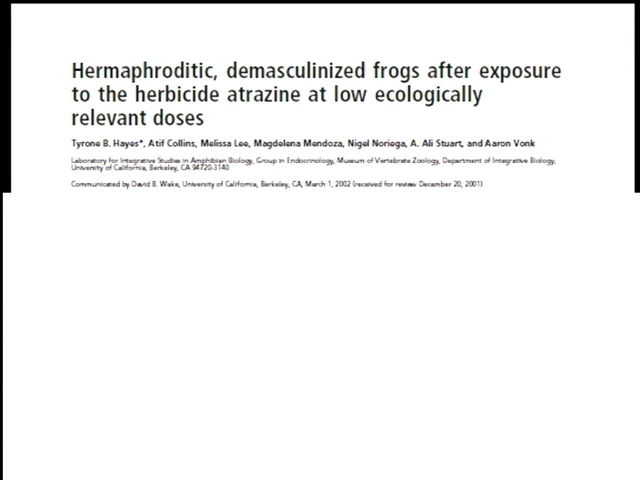 Hermaphroditic, demasculinized frogs after exposure
to the herbicide atrazine at low ecologically
relevant doses
Tyrone B. Hayes*, Atif Collins, Melissa Lee, Magdelena Mendoza, Nigel Noriega, A. Ali Stuart, and Aaron Vonk
Laboratory for Integrative Studies in Amphibian Biology, Group in Endocrinology, Museum of Vertebrate Zoology, Department of Integrative Biology,
University of California, Berkeley, CA 94720-3140
Communicated by David B. Wake, University of California, Berkeley, CA, March 1, 2002 (received for review December 20, 2001)